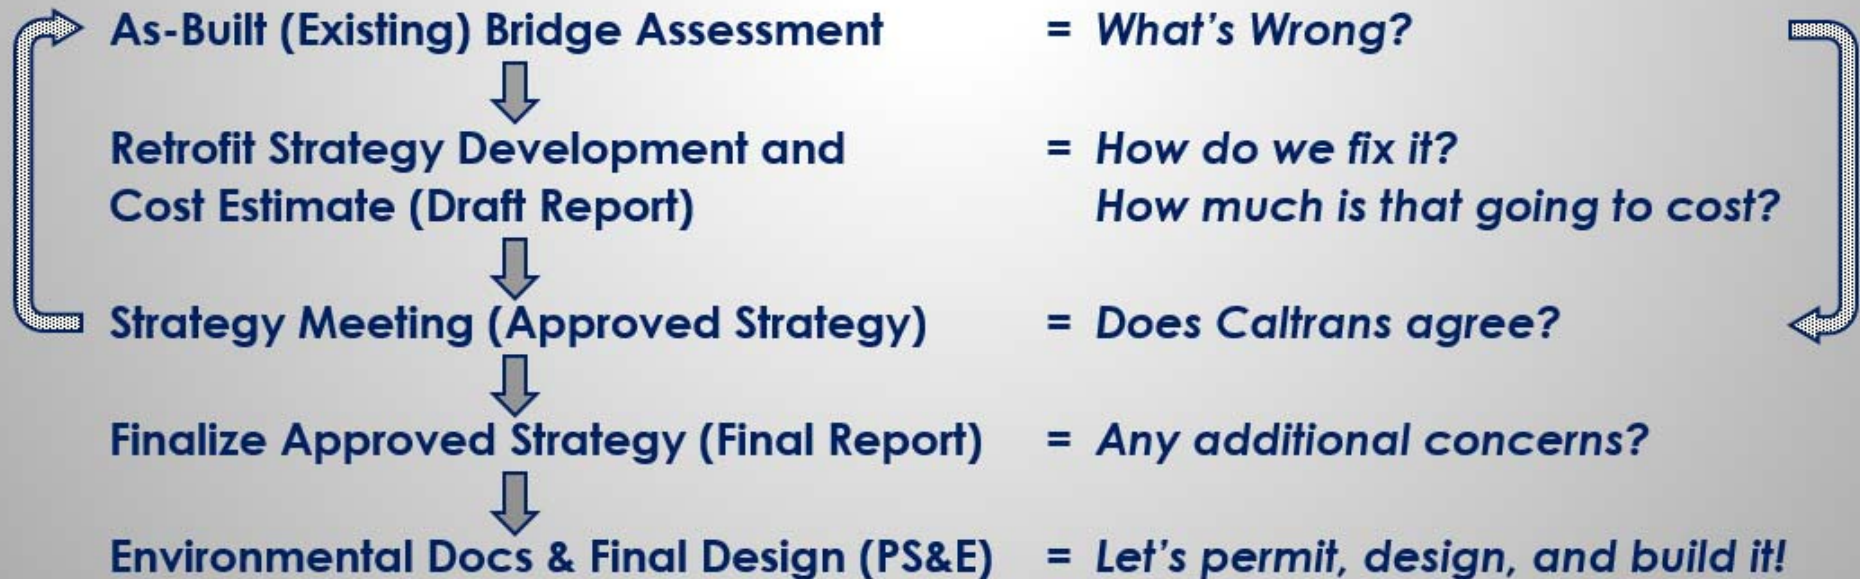 As-Built (Existing) Bridge Assessment = What's Wrong?
Retrofit Strategy Development and = How do we fix it?
Cost Estimate (Draft Report) How much is that going to cost?
Strategy Meeting (Approved Strategy) = Does Caltrans agree?
Finalize Approved Strategy (Final Report) = Any additional concerns?
Environmental Docs & Final Design (PS&E) = Let's permit, design, and build it!